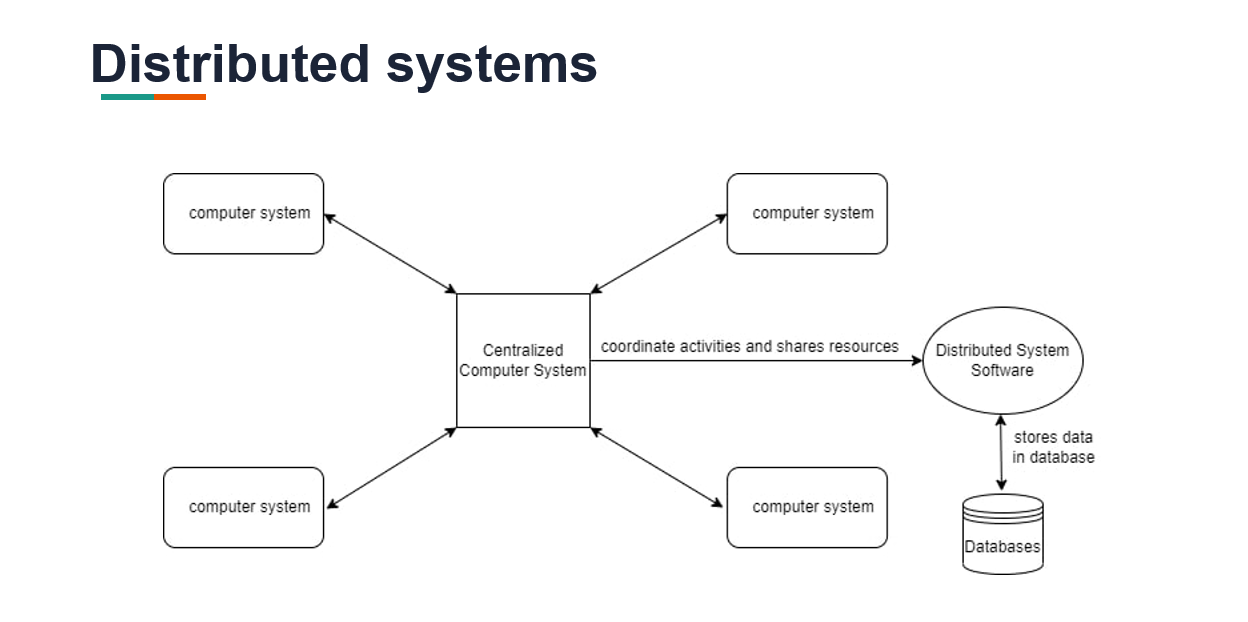 Distributed systems
computer system
computer system
Centralized
Computer System
coordinate activities and shares resources
Distributed System
Software
stores data
in database
computer system
computer system
Databases